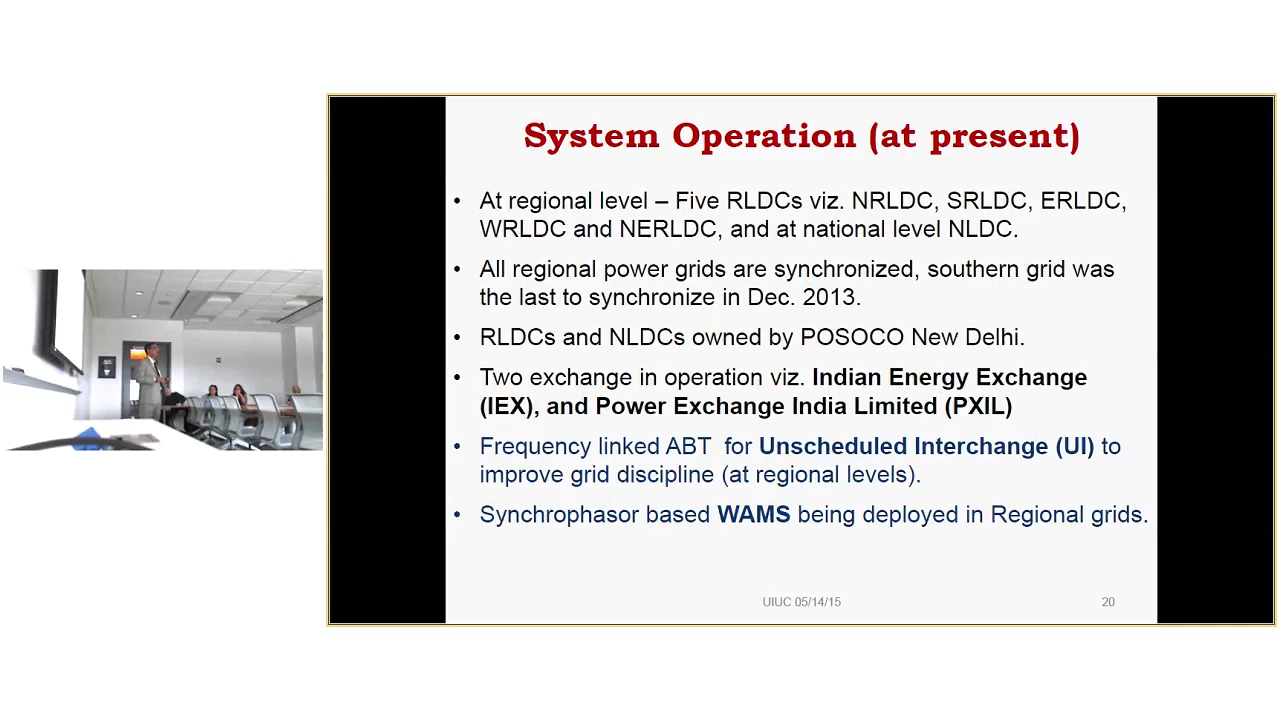 System Operation (at present)
• At regional level – Five RLDCs viz. NRLDC, SRLDC, ERLDC,
WRLDC and NERLDC, and at national level NLDC.
• All regional power grids are synchronized, southern grid was
the last to synchronize in Dec. 2013.
• RLDCs and NLDCs owned by POSOCO New Delhi.
• Two exchange in operation viz. Indian Energy Exchange
(IEX), and Power Exchange India Limited (PXIL)
• Frequency linked ABT for Unscheduled Interchange (UI) to
improve grid discipline (at regional levels).
• Synchrophasor based WAMS being deployed in Regional grids.
UIUC 05/14/15
20